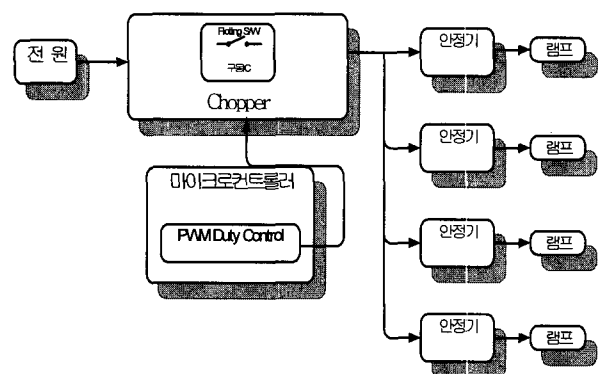 전 원
Flotting S/W
구동IC
Chopper
마이크로컨트롤러
PWM Duty Control
안정기
램프
안정기
램프
안정기
램프
안정기
램프